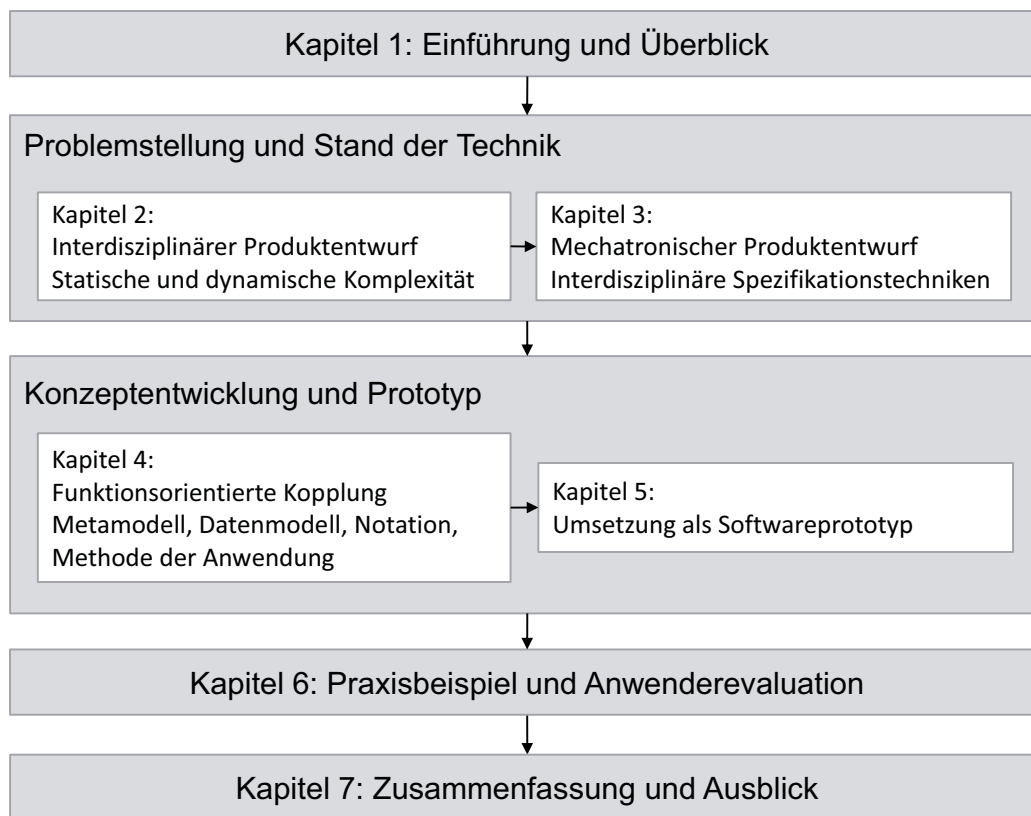 Kapitel 1: Einführung und Überblick
Problemstellung und Stand der Technik
Kapitel 2:
Interdisziplinärer Produktentwurf
Statische und dynamische Komplexität
Kapitel 3:
Mechatronischer Produktentwurf
Interdisziplinäre Spezifikationstechniken
Konzeptentwicklung und Prototyp
Kapitel 4:
Funktionsorientierte Kopplung
Metamodell, Datenmodell, Notation,
Methode der Anwendung
Kapitel 5:
Umsetzung als Softwareprototyp
Kapitel 6: Praxisbeispiel und Anwenderevaluation
Kapitel 7: Zusammenfassung und Ausblick